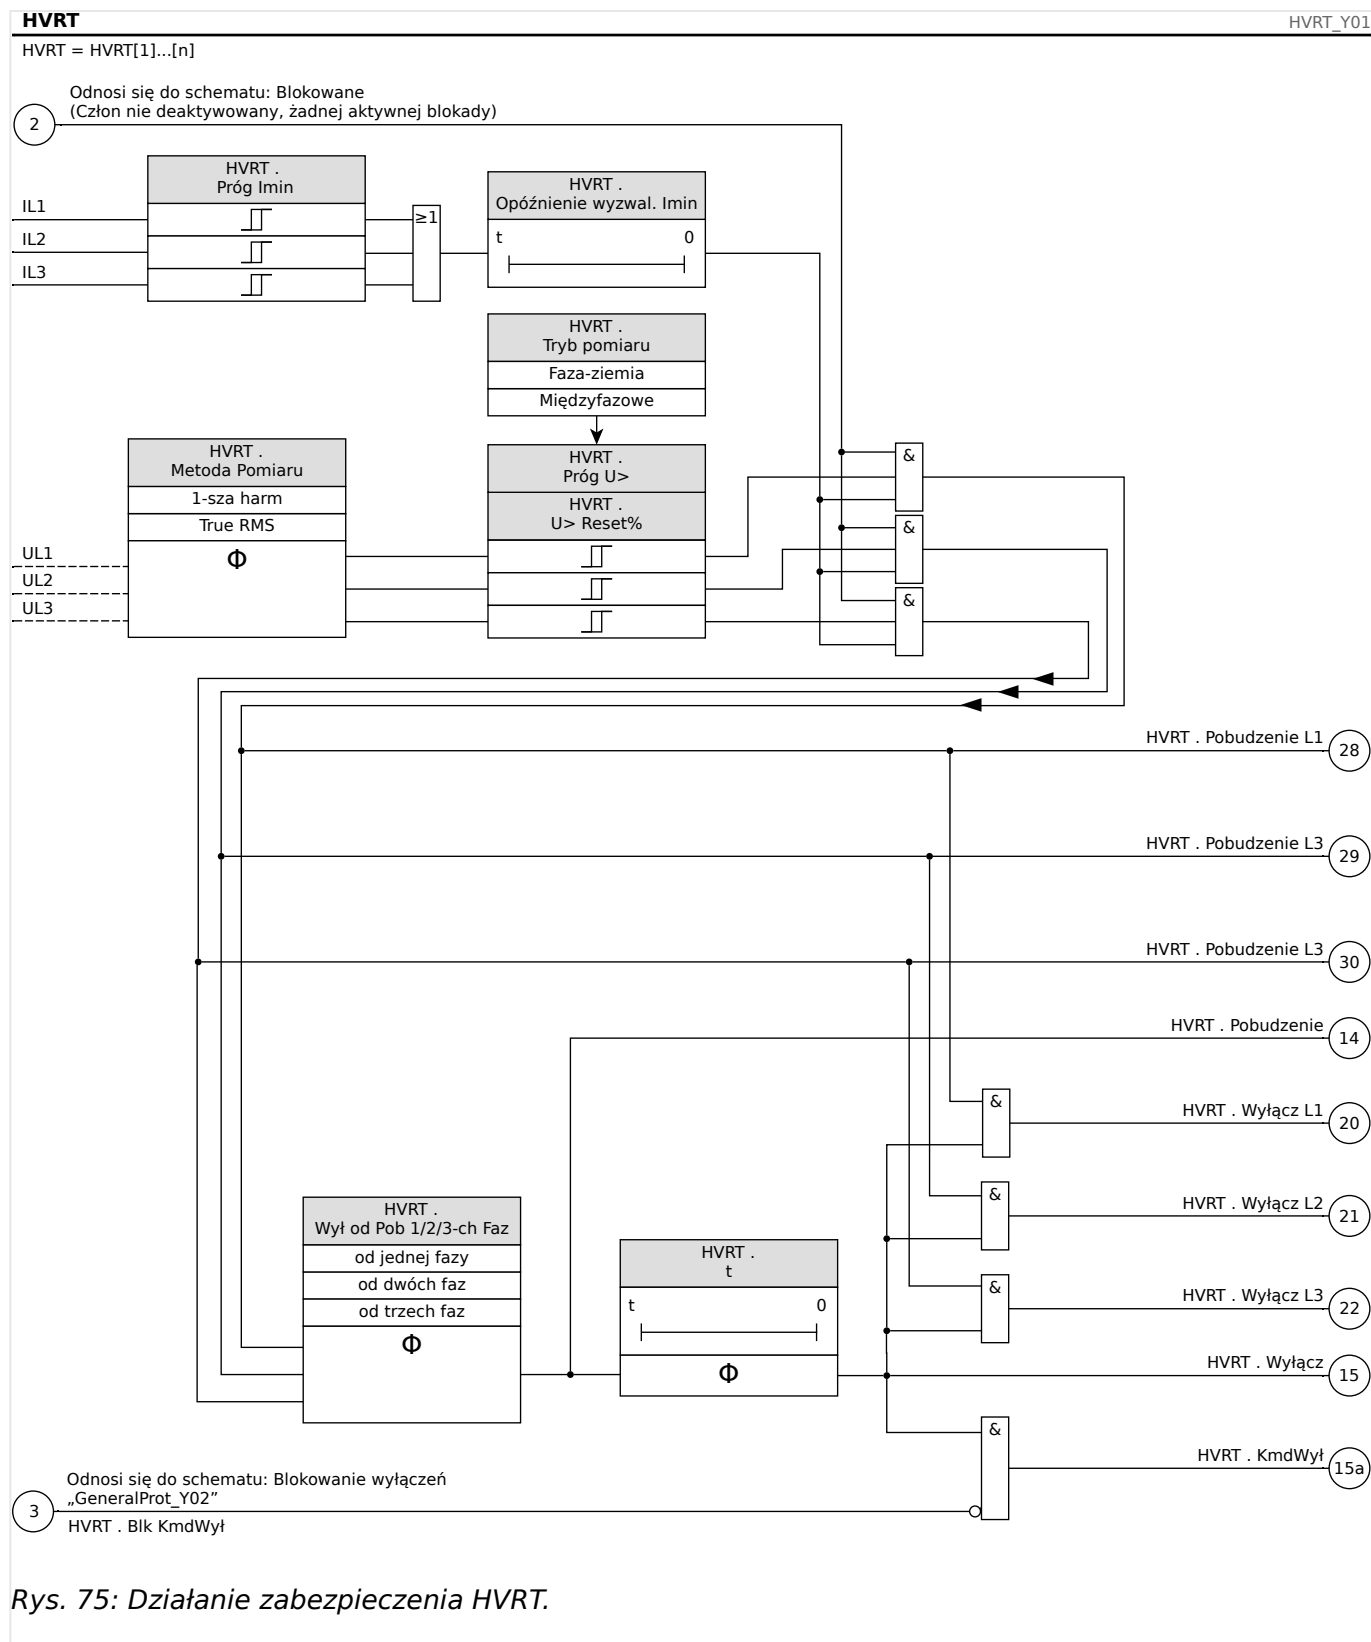 HVRT
HVRT_Y01
HVRT = HVRT[1]...[n]
Odnosi się do schematu: Blokowane
(Człon nie deaktywowany, żadnej aktywnej blokady)
2
HVRT .
Próg Imin
IL1
IL2
IL3
≥1
HVRT .
Opóźnienie wyzwal. Imin
t 0
HVRT .
Tryb pomiaru
Faza-ziemia
Międzyfazowe
HVRT .
Metoda Pomiaru
1-sza harm
True RMS
Φ
UL1
UL2
UL3
HVRT .
Próg U>
HVRT .
U> Reset%
&
&
&
HVRT . Pobudzenie L1
28
HVRT . Pobudzenie L3
29
HVRT . Pobudzenie L3
30
HVRT . Pobudzenie
14
&
HVRT . Wyłącz L1
20
&
HVRT . Wyłącz L2
21
&
HVRT . Wyłącz L3
22
HVRT .
Wył od Pob 1/2/3-ch Faz
od jednej fazy
od dwóch faz
od trzech faz
Φ
HVRT .
t
t 0
Φ
HVRT . Wyłącz
15
&
HVRT . KmdWył
15a
Odnosi się do schematu: Blokowanie wyłączeń
„GeneralProt_Y02”
3
HVRT . Blk KmdWył
Rys. 75: Działanie zabezpieczenia HVRT.